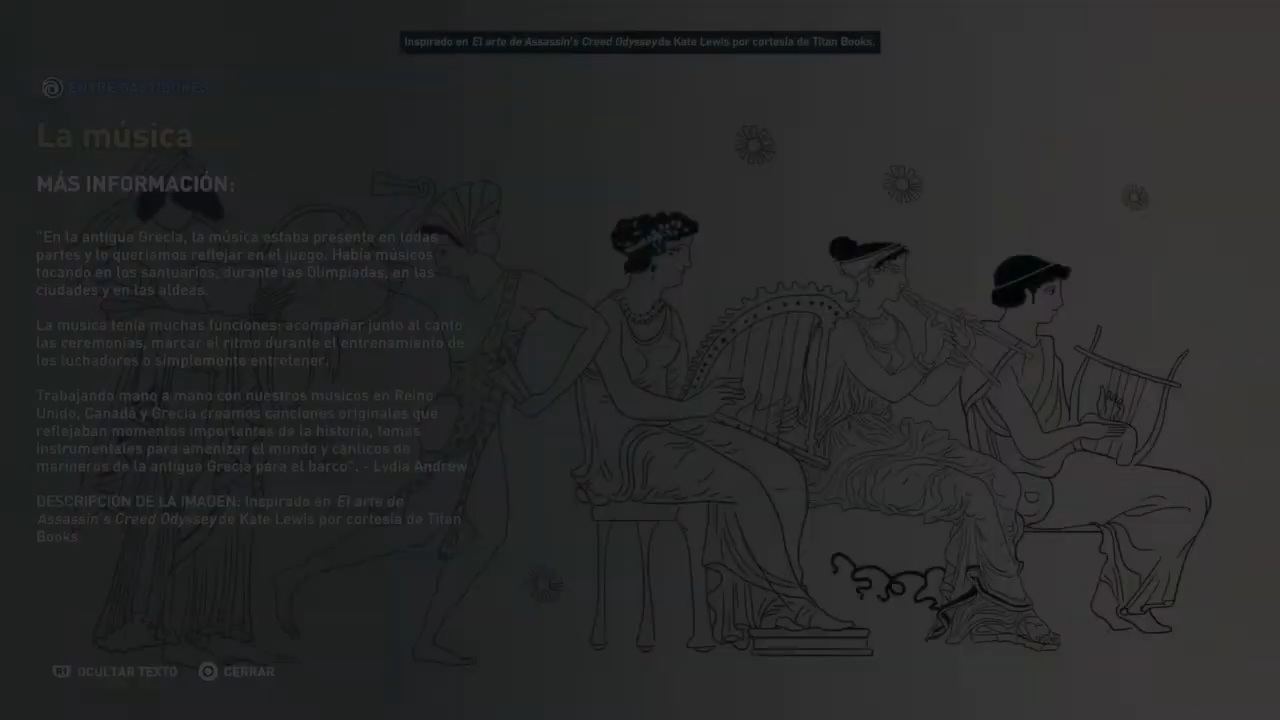 Inspirado en El arte de Assassin's Creed Odyssey de Kate Lewis por cortesía de Titan Books.
ENTRE BASTIDORES
La música
MÁS INFORMACIÓN:
"En la antigua Grecia, la música estaba presente en todas
partes y lo queríamos reflejar en el juego. Había músicos
tocando en los santuarios, durante las Olimpiadas, en las
ciudades y en las aldeas.
La música tenía muchas funciones: acompañar junto al canto
las ceremonias, marcar el ritmo durante el entrenamiento de
los luchadores o simplemente entretener.
Trabajando mano a mano con nuestros músicos en Reino
Unido, Canadá y Grecia creamos canciones originales que
reflejaban momentos importantes de la historia, temas
instrumentales para amenizar el mundo y cánticos de
marineros de la antigua Grecia para el barco". - Lydia Andrew
DESCRIPCIÓN DE LA IMAGEN: Inspirado en El arte de
Assassin's Creed Odyssey de Kate Lewis por cortesía de Titan
Books.
R1 OCULTAR TEXTO CERRAR